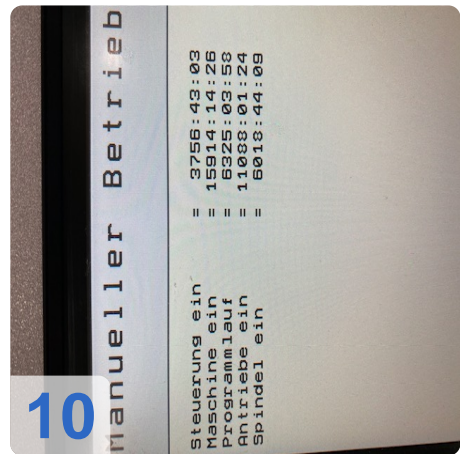 Manueller Betrieb
Steuerung ein = 3756:43:03
Maschine ein = 15914:14:26
Programmlauf = 6325:03:58
Antriebe ein = 11088:01:24
Spindel ein = 6018:44:09
10